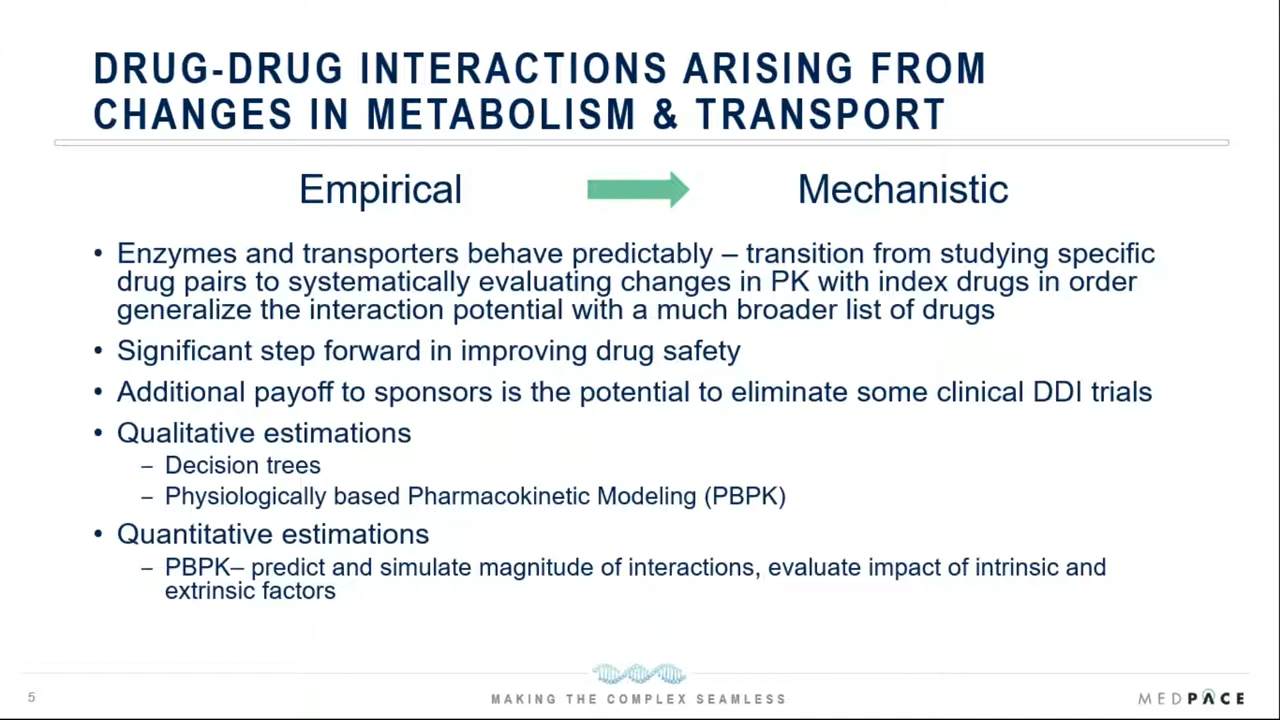 DRUG-DRUG INTERACTIONS ARISING FROM
CHANGES IN METABOLISM & TRANSPORT
Empirical
Mechanistic
• Enzymes and transporters behave predictably – transition from studying specific
drug pairs to systematically evaluating changes in PK with index drugs in order
generalize the interaction potential with a much broader list of drugs
• Significant step forward in improving drug safety
• Additional payoff to sponsors is the potential to eliminate some clinical DDI trials
• Qualitative estimations
– Decision trees
– Physiologically based Pharmacokinetic Modeling (PBPK)
• Quantitative estimations
– PBPK– predict and simulate magnitude of interactions, evaluate impact of intrinsic and
extrinsic factors
5
MAKING THE COMPLEX SEAMLESS
MEDPACE